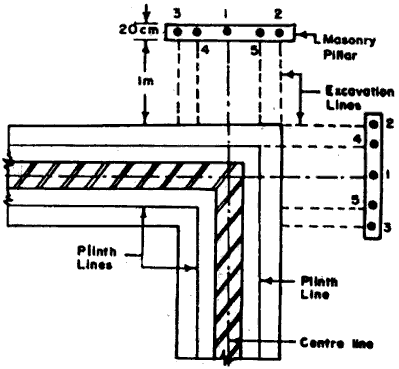 3 1 2
20cm
4 5
Masonry
Pillar
1m
Excavation
Lines
2
4
1
5
3
Plinth
Lines
Plinth
Line
Centre line